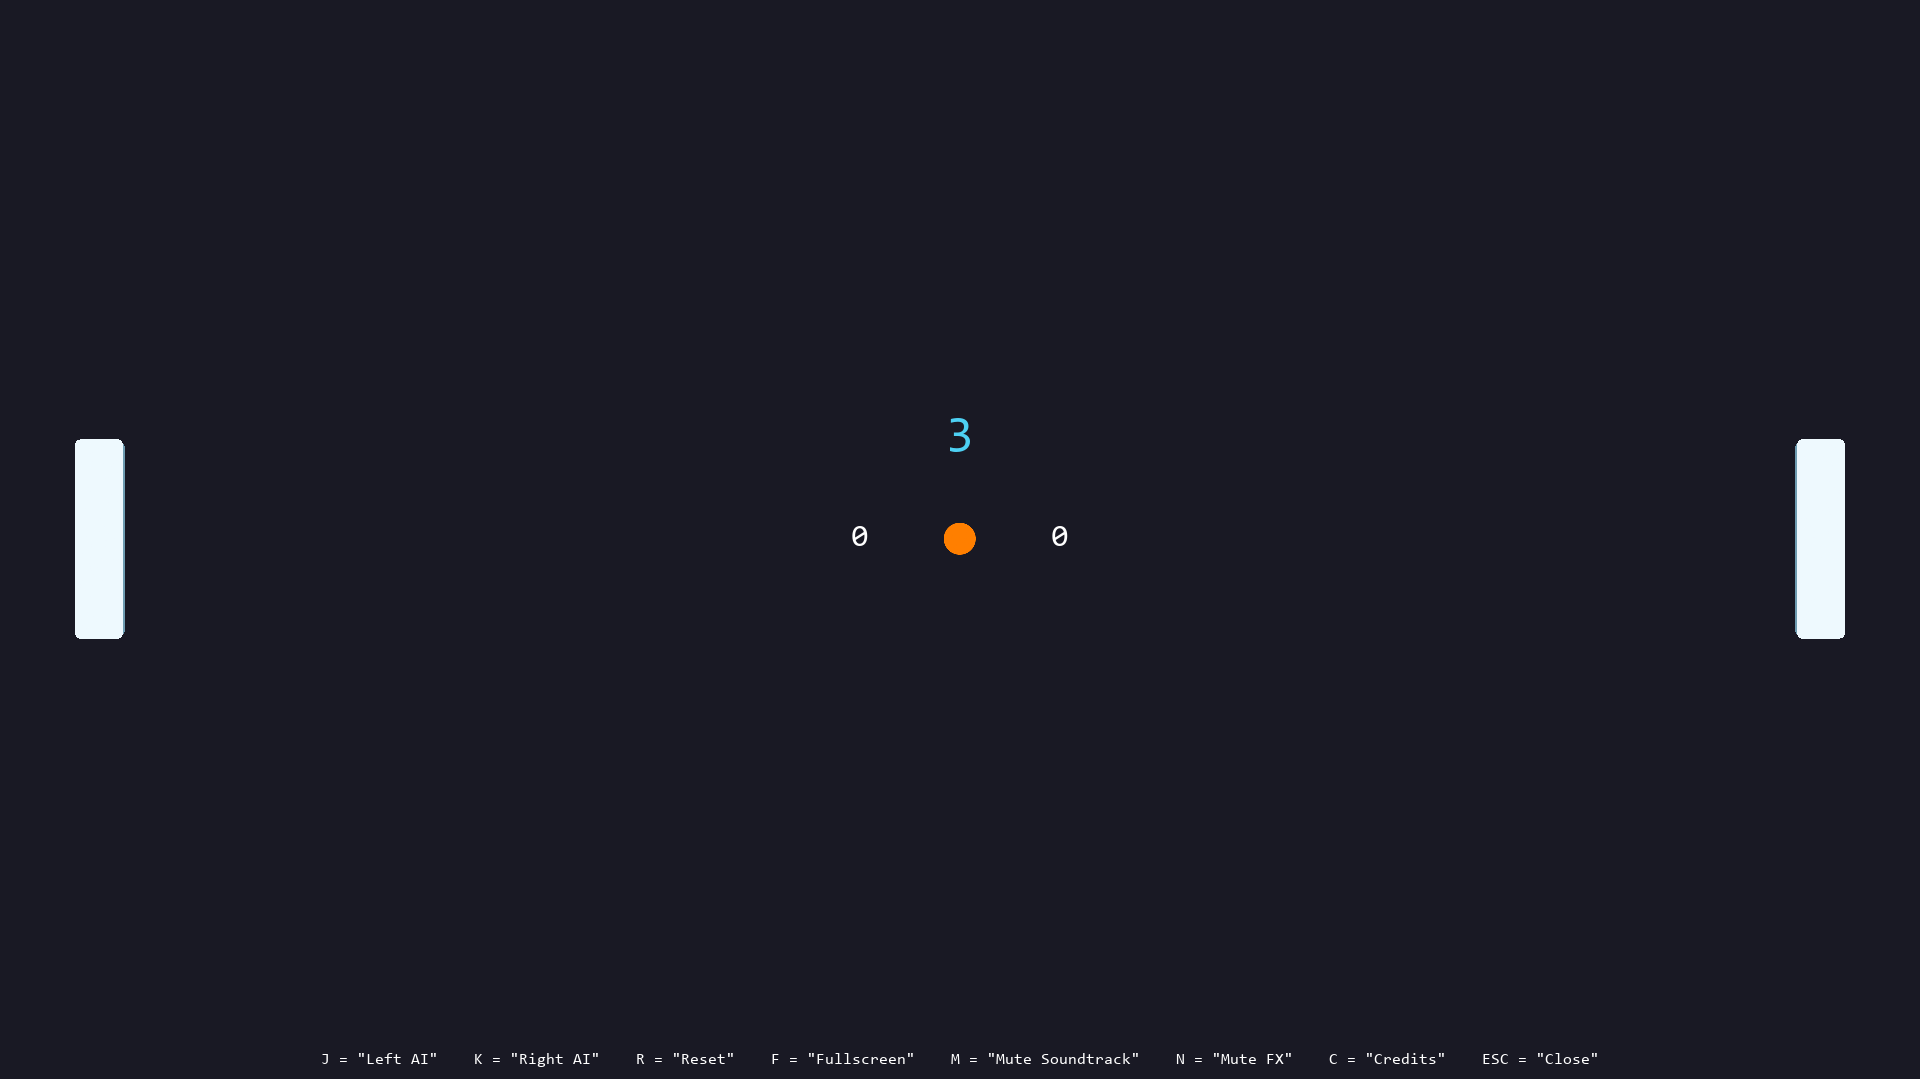 3
0 0
J = "Left AI" K = "Right AI" R = "Reset" F = "Fullscreen" M = "Mute Soundtrack" N = "Mute FX" C = "Credits" ESC = "Close"